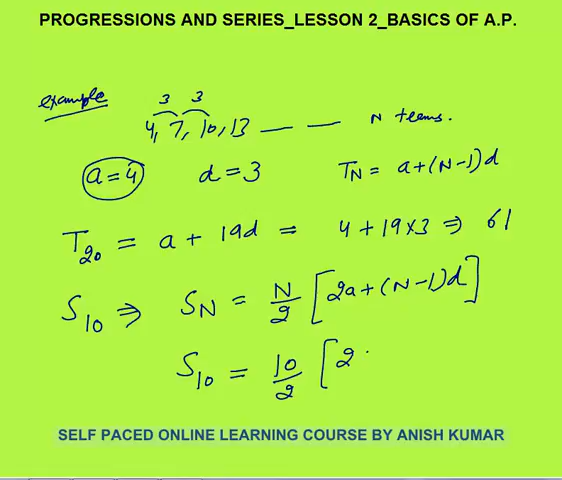 PROGRESSIONS AND SERIES_LESSON 2_BASICS OF A.P.
example
3 3
4, 7, 10, 13 — — N terms.
a = 4 d = 3 T_N = a + (N-1)d
T_20 = a + 19d = 4 + 19×3 ⇒ 61
S_10 ⇒ S_N = N/2 [2a + (N-1)d]
S_10 = 10/2 [2 .
SELF PACED ONLINE LEARNING COURSE BY ANISH KUMAR